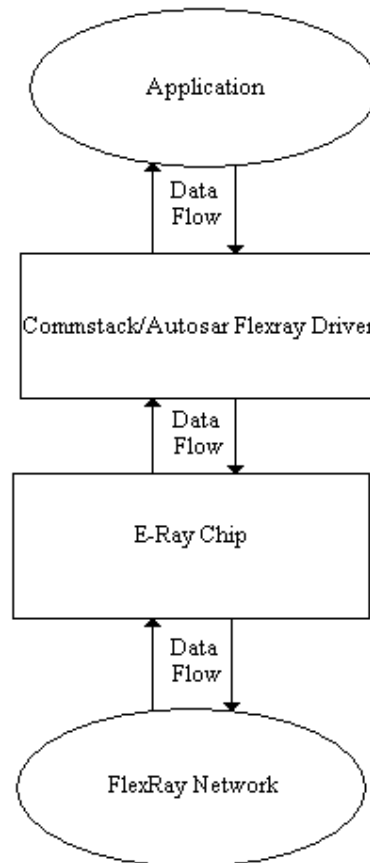 Application
Data
Flow
Commstack/Autosar Flexray Driver
Data
Flow
E-Ray Chip
Data
Flow
FlexRay Network